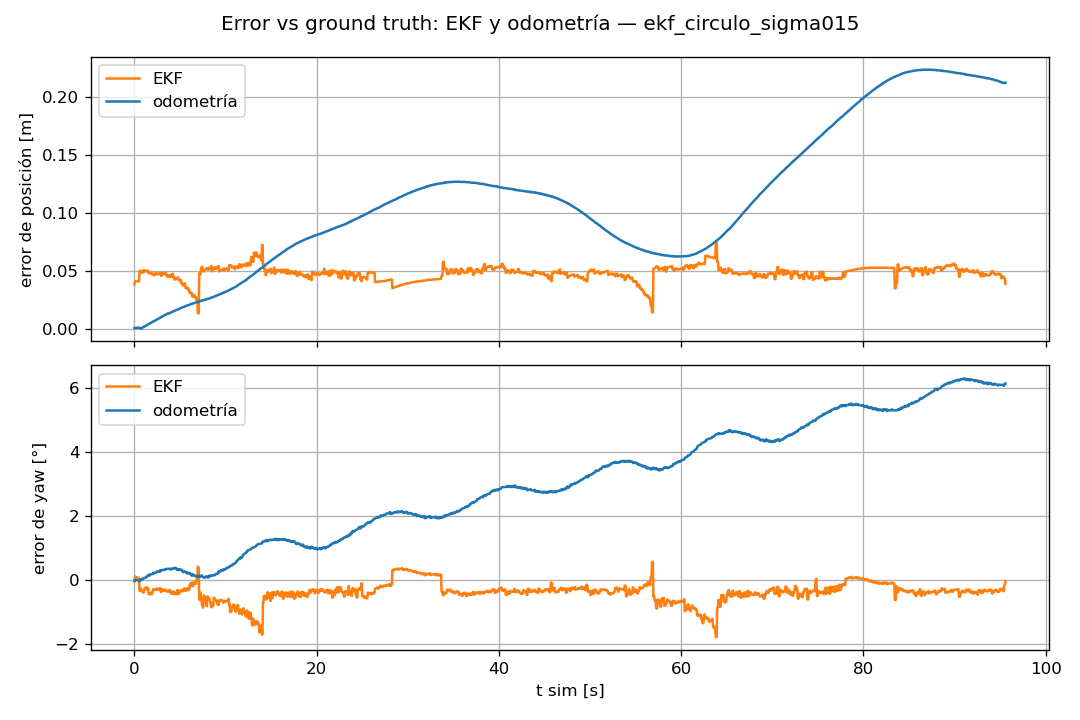 Error vs ground truth: EKF y odometría — ekf_circulo_sigma015
EKF
odometría
error de posición [m]
0.20
0.15
0.10
0.05
0.00
EKF
odometría
error de yaw [°]
6
4
2
0
−2
0 20 40 60 80 100
t sim [s]